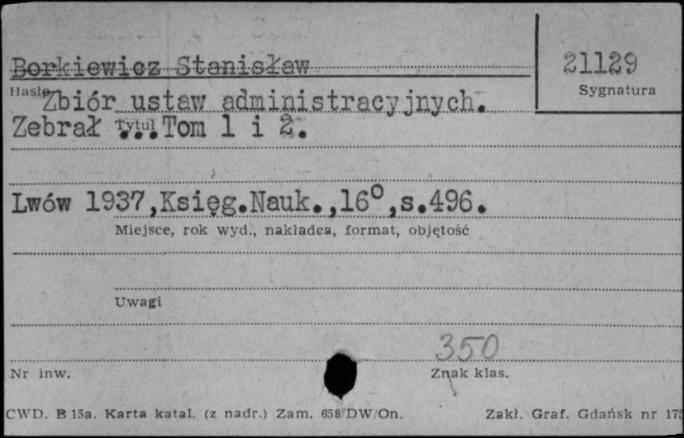 Borkiewicz Stanisław
21129
Hasło
Sygnatura
Zbiór ustaw administracyjnych.
Zebrał ... Tom 1 i 2.
Tytuł
Lwów 1937,Księg.Nauk.,16°,s.496.
Miejsce, rok wyd., nakładca, format, objętość
Uwagi
350
Nr inw.
Znak klas.
CWD. B 15a. Karta katal. (z nadr.) Zam. 658/DW/On.
Zakł. Graf. Gdańsk nr